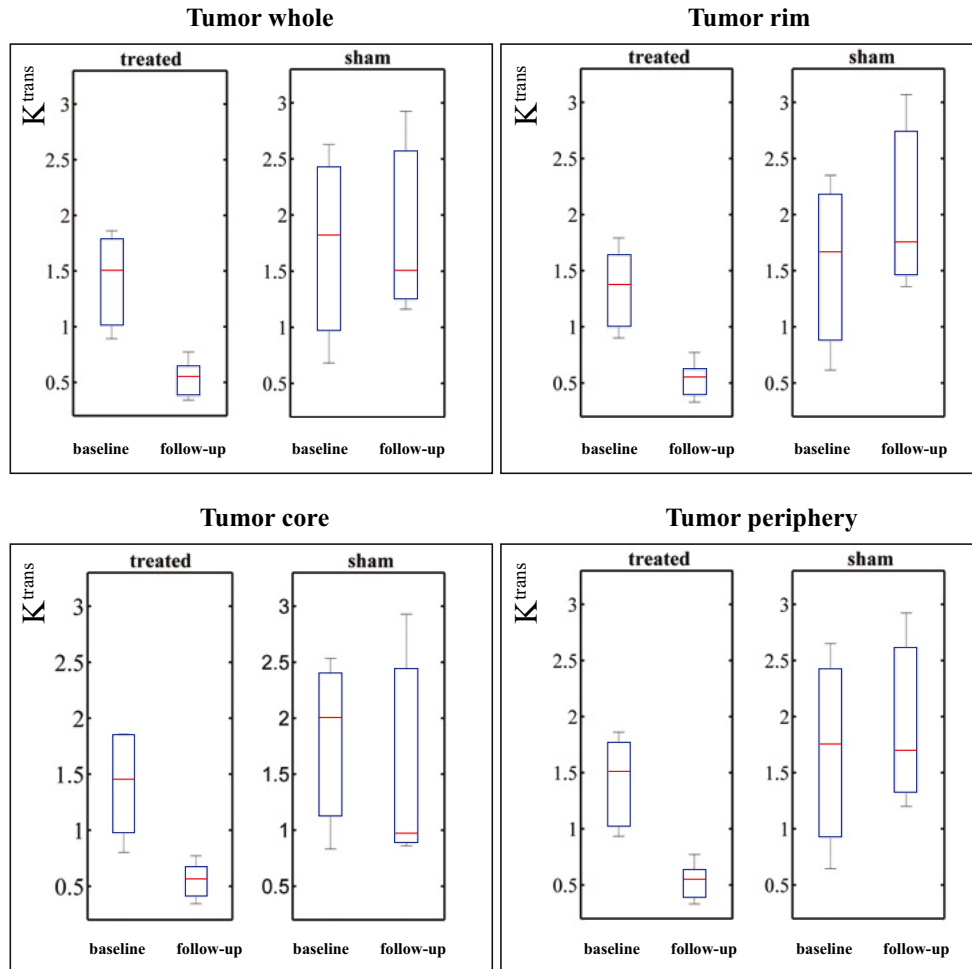 Tumor whole
treated
sham
K^trans
3
2.5
2
1.5
1
0.5
3
2.5
2
1.5
1
0.5
baseline
follow-up
baseline
follow-up
Tumor rim
treated
sham
K^trans
3
2.5
2
1.5
1
0.5
3
2.5
2
1.5
1
0.5
baseline
follow-up
baseline
follow-up
Tumor core
treated
sham
K^trans
3
2.5
2
1.5
1
0.5
3
2.5
2
1.5
1
0.5
baseline
follow-up
baseline
follow-up
Tumor periphery
treated
sham
K^trans
3
2.5
2
1.5
1
0.5
3
2.5
2
1.5
1
0.5
baseline
follow-up
baseline
follow-up